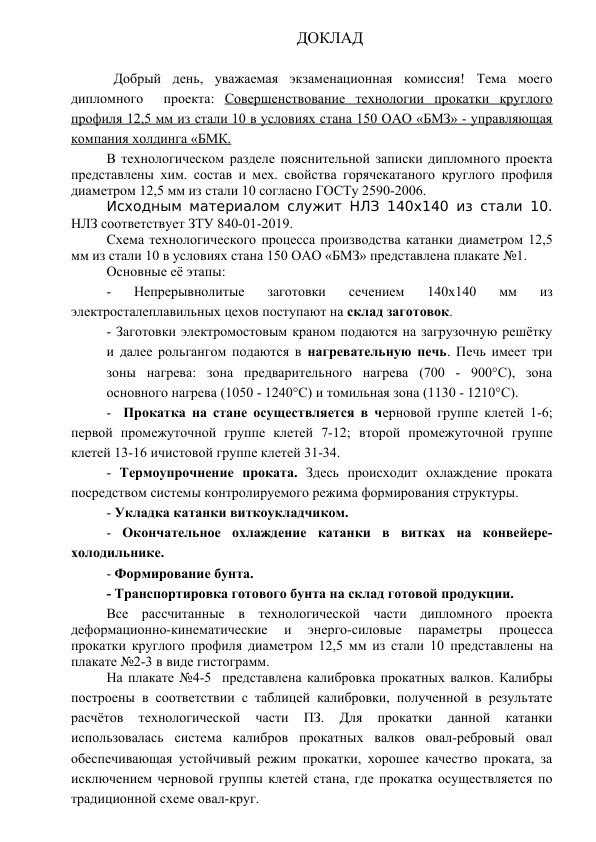 ДОКЛАД
Добрый день, уважаемая экзаменационная комиссия! Тема моего
дипломного проекта: Совершенствование технологии прокатки круглого
профиля 12,5 мм из стали 10 в условиях стана 150 ОАО «БМЗ» - управляющая
компания холдинга «БМК.
В технологическом разделе пояснительной записки дипломного проекта
представлены хим. состав и мех. свойства горячекатаного круглого профиля
диаметром 12,5 мм из стали 10 согласно ГОСТу 2590-2006.
Исходным материалом служит НЛЗ 140х140 из стали 10.
НЛЗ соответствует ЗТУ 840-01-2019.
Схема технологического процесса производства катанки диаметром 12,5
мм из стали 10 в условиях стана 150 ОАО «БМЗ» представлена плакате №1.
Основные её этапы:
- Непрерывнолитые заготовки сечением 140х140 мм из
электросталеплавильных цехов поступают на склад заготовок.
- Заготовки электромостовым краном подаются на загрузочную решётку
и далее рольгангом подаются в нагревательную печь. Печь имеет три
зоны нагрева: зона предварительного нагрева (700 - 900°С), зона
основного нагрева (1050 - 1240°С) и томильная зона (1130 - 1210°С).
- Прокатка на стане осуществляется в черновой группе клетей 1-6;
первой промежуточной группе клетей 7-12; второй промежуточной группе
клетей 13-16 ичистовой группе клетей 31-34.
- Термоупрочнение проката. Здесь происходит охлаждение проката
посредством системы контролируемого режима формирования структуры.
- Укладка катанки виткоукладчиком.
- Окончательное охлаждение катанки в витках на конвейере-
холодильнике.
- Формирование бунта.
- Транспортировка готового бунта на склад готовой продукции.
Все рассчитанные в технологической части дипломного проекта
деформационно-кинематические и энерго-силовые параметры процесса
прокатки круглого профиля диаметром 12,5 мм из стали 10 представлены на
плакате №2-3 в виде гистограмм.
На плакате №4-5 представлена калибровка прокатных валков. Калибры
построены в соответствии с таблицей калибровки, полученной в результате
расчётов технологической части ПЗ. Для прокатки данной катанки
использовалась система калибров прокатных валков овал-ребровый овал
обеспечивающая устойчивый режим прокатки, хорошее качество проката, за
исключением черновой группы клетей стана, где прокатка осуществляется по
традиционной схеме овал-круг.